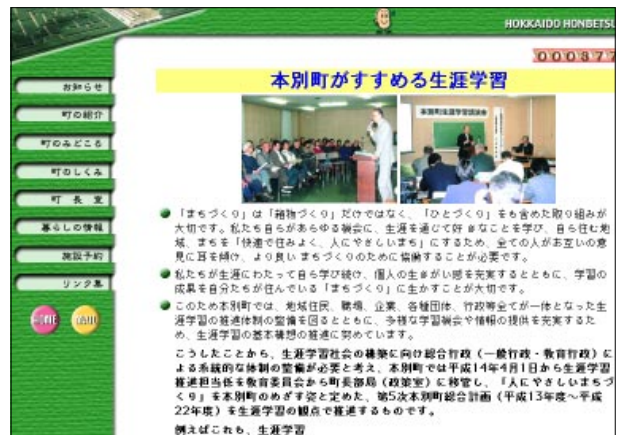 HOKKAIDO HONBETSU
000877
本別町がすすめる生涯学習
お知らせ
町の紹介
町のみどころ
町のしくみ
町長室
暮らしの情報
施設予約
リンク集
HOME
本別町生涯学習講演会
「まちづくり」は「箱物づくり」だけではなく、「ひとづくり」をも含めた取り組みが
大切です。私たち自らがあらゆる機会に、生涯を通じて好きなことを学び、自ら住む地
域、まちを「快適で住みよく、人にやさしいまち」にするため、全ての人がお互いの意
見に耳を傾け、より良いまちづくりのために協働することが必要です。
私たちが生涯にわたって自ら学び続け、個人の生きがい感を充実するとともに、学習の
成果を自分たちが住んでいる「まちづくり」に生かすことが大切です。
このため本別町では、地域住民、職場、企業、各種団体、行政等全てが一体となった生
涯学習の推進体制の整備を図るとともに、多様な学習機会や情報の提供を充実するた
め、生涯学習の基本構想の推進に努めています。
こうしたことから、生涯学習社会の構築に向け総合行政（一般行政・教育行政）に
よる系統的な体制の整備が必要と考え、本別町では平成14年4月1日から生涯学習
推進担当係を教育委員会から町長部局（政策室）に移管し、「人にやさしいまちづ
くり」を本別町のめざす姿と定めた、第5次本別町総合計画（平成13年度～平成
22年度）を生涯学習の観点で推進するものです。
例えばこれも、生涯学習